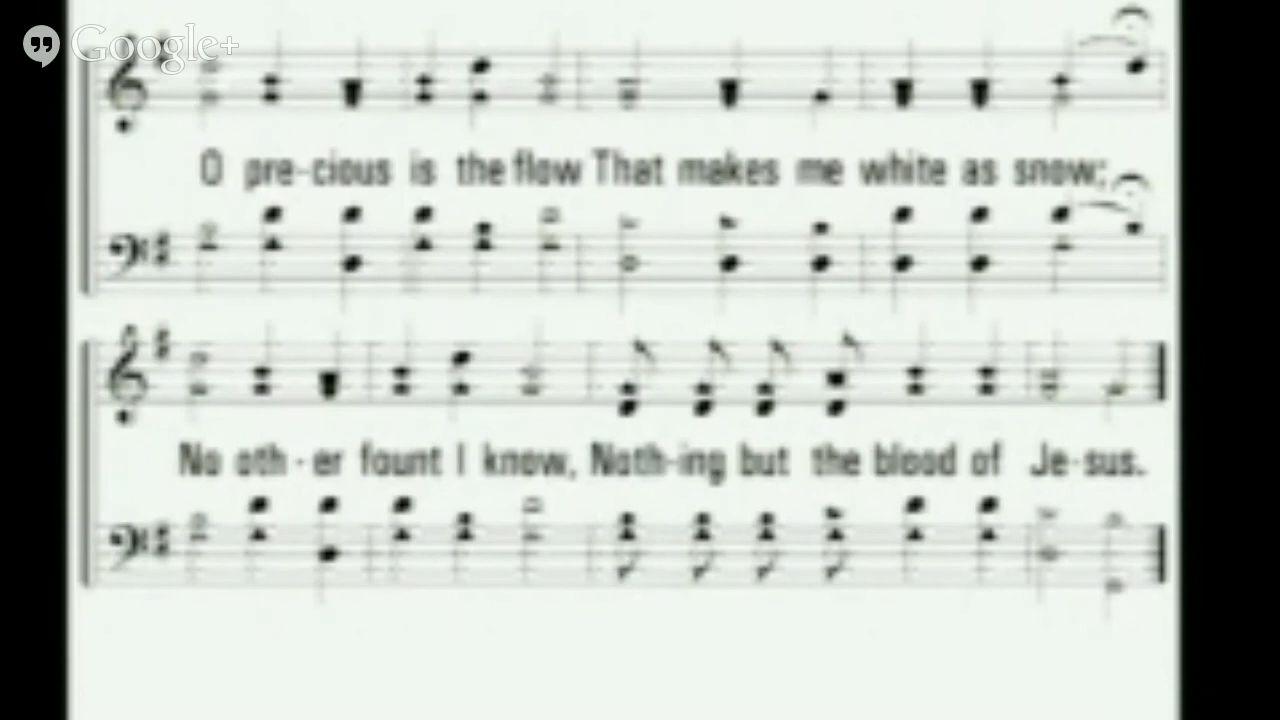 Google+
O pre-cious is the flow That makes me white as snow;
No oth-er fount I know, Noth-ing but the blood of Je-sus.